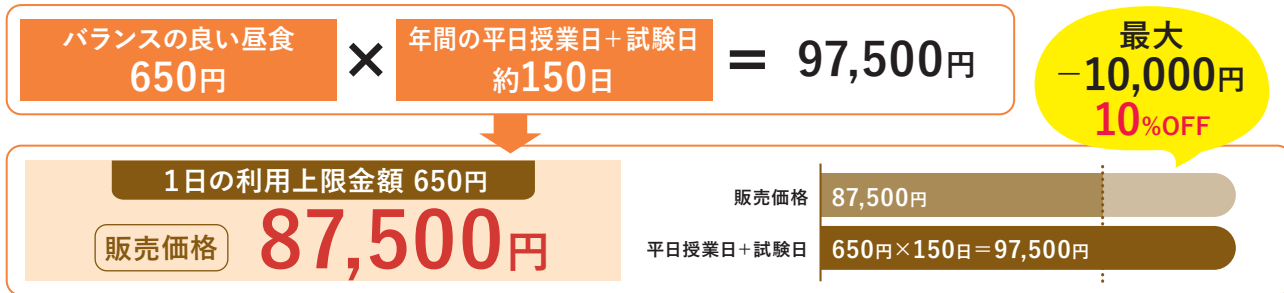 バランスの良い昼食
650円
×
年間の平日授業日＋試験日
約150日
＝ 97,500円
最大
－10,000円
10%OFF
1日の利用上限金額 650円
販売価格 87,500円
販売価格 87,500円
平日授業日＋試験日 650円×150日＝97,500円